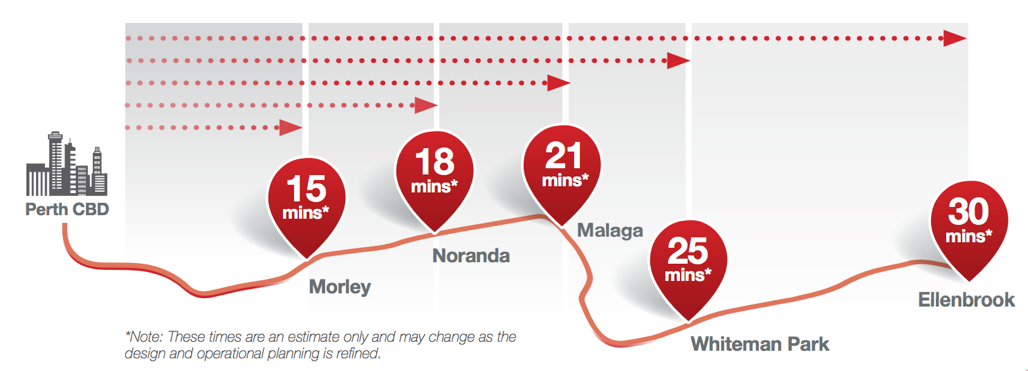 Perth CBD
15
mins*
Morley
18
mins*
Noranda
21
mins*
Malaga
25
mins*
Whiteman Park
30
mins*
Ellenbrook
*Note: These times are an estimate only and may change as the
design and operational planning is refined.